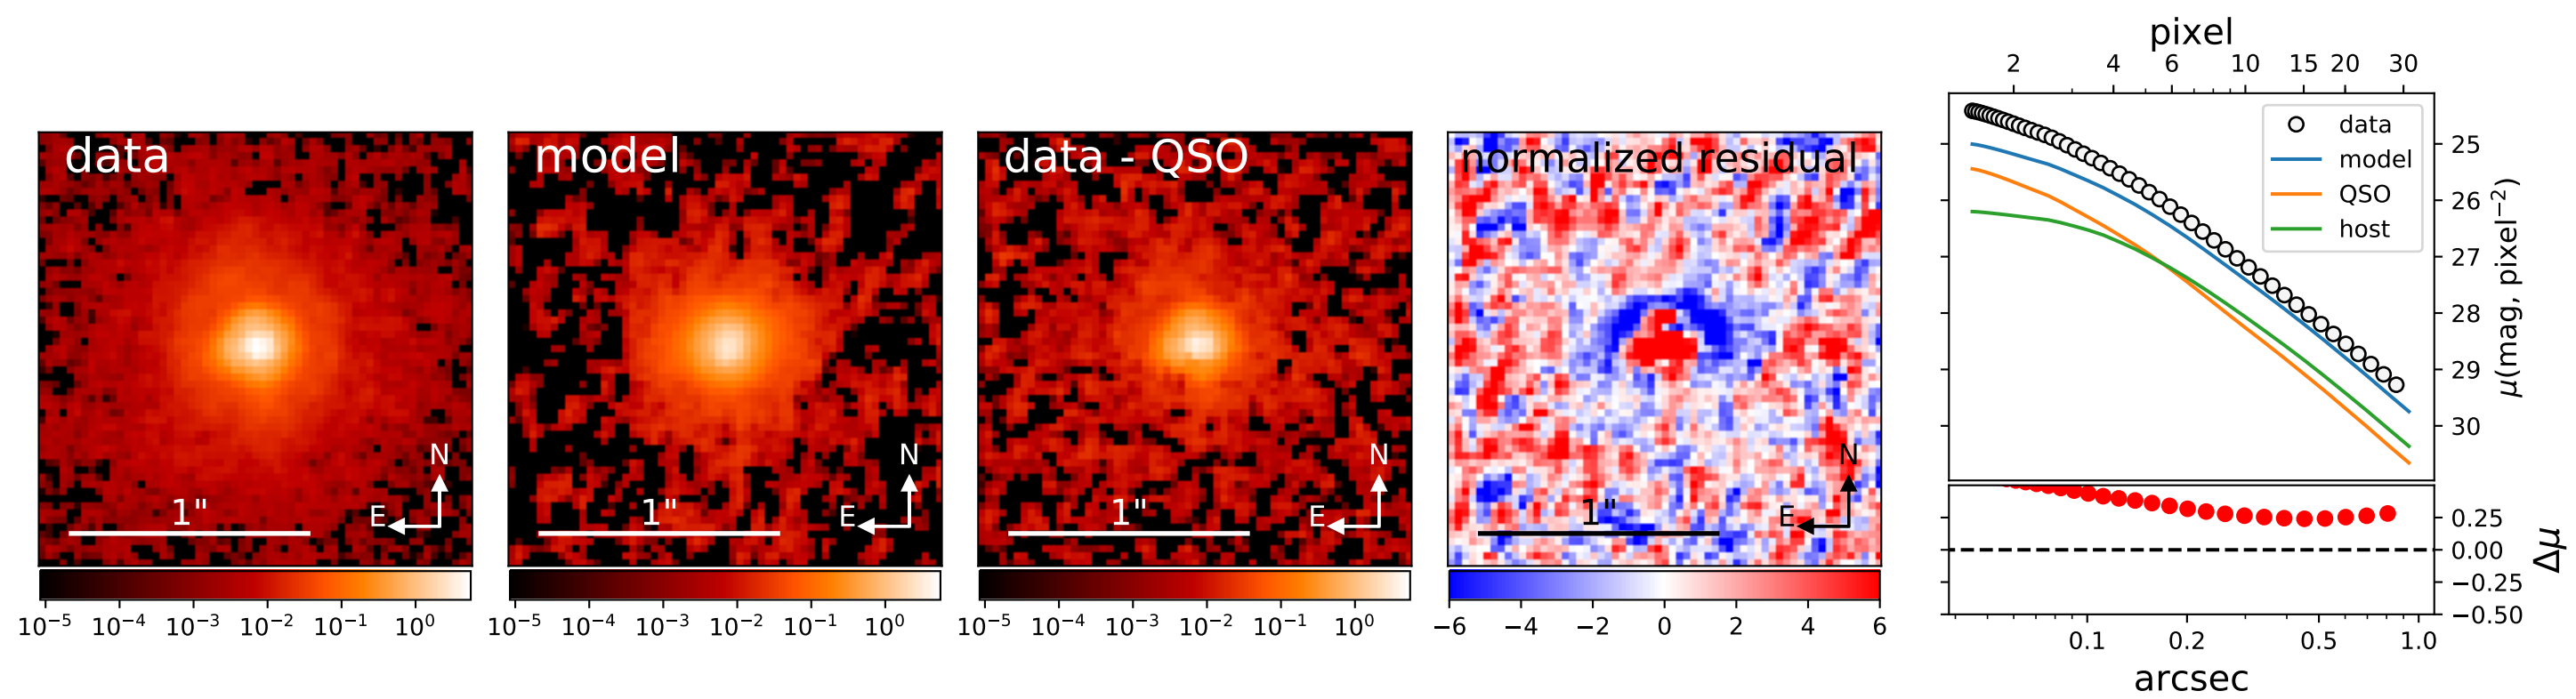 data
N
E
1"
10⁻⁵ 10⁻⁴ 10⁻³ 10⁻² 10⁻¹ 10⁰
model
N
E
1"
10⁻⁵ 10⁻⁴ 10⁻³ 10⁻² 10⁻¹ 10⁰
data - QSO
N
E
1"
10⁻⁵ 10⁻⁴ 10⁻³ 10⁻² 10⁻¹ 10⁰
normalized residual
N
E
1"
−6 −4 −2 0 2 4 6
pixel
2 4 6 10 15 20 30
data
model
QSO
host
25
26
27
28
29
30
μ(mag, pixel⁻²)
0.25
0.00
−0.25
−0.50
Δμ
0.1 0.2 0.5 1.0
arcsec